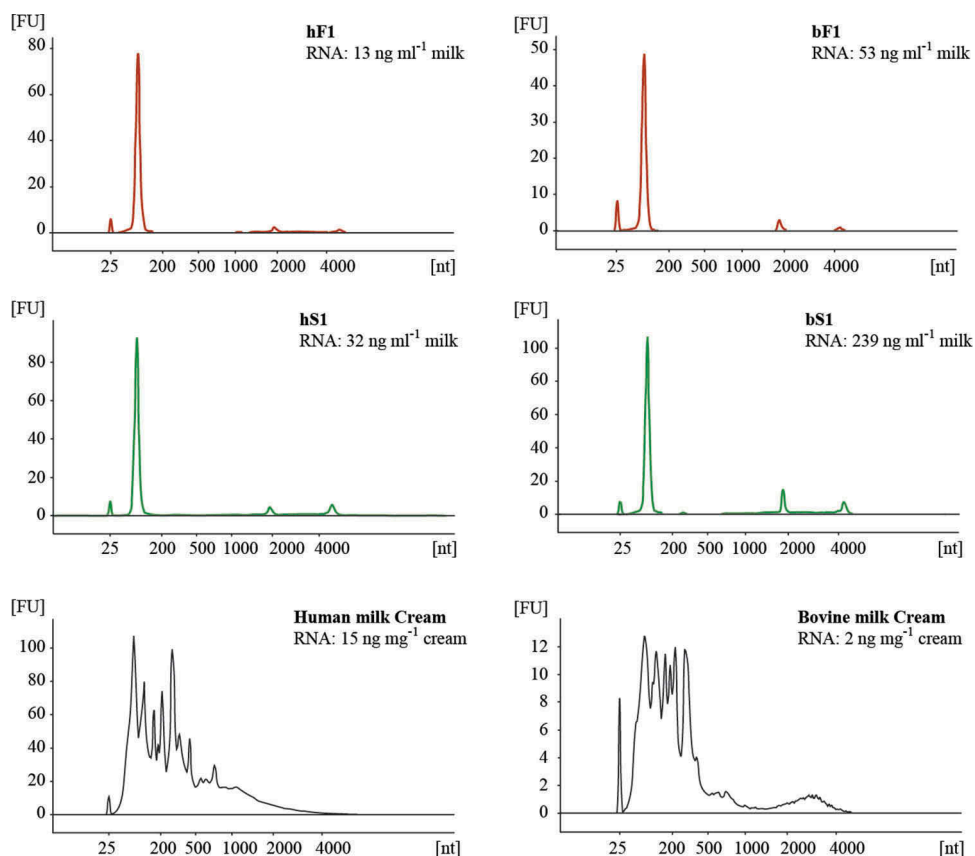 [FU]
hF1
RNA: 13 ng ml⁻¹ milk
80
60
40
20
0
25 200 500 1000 2000 4000 [nt]
[FU]
bF1
RNA: 53 ng ml⁻¹ milk
50
40
30
20
10
0
25 200 500 1000 2000 4000 [nt]
[FU]
hS1
RNA: 32 ng ml⁻¹ milk
80
60
40
20
0
25 200 500 1000 2000 4000 [nt]
[FU]
bS1
RNA: 239 ng ml⁻¹ milk
100
80
60
40
20
0
25 200 500 1000 2000 4000 [nt]
[FU]
Human milk Cream
RNA: 15 ng mg⁻¹ cream
100
80
60
40
20
0
25 200 500 1000 4000 [nt]
[FU]
Bovine milk Cream
RNA: 2 ng mg⁻¹ cream
12
10
8
6
4
2
0
25 200 500 1000 2000 4000 [nt]